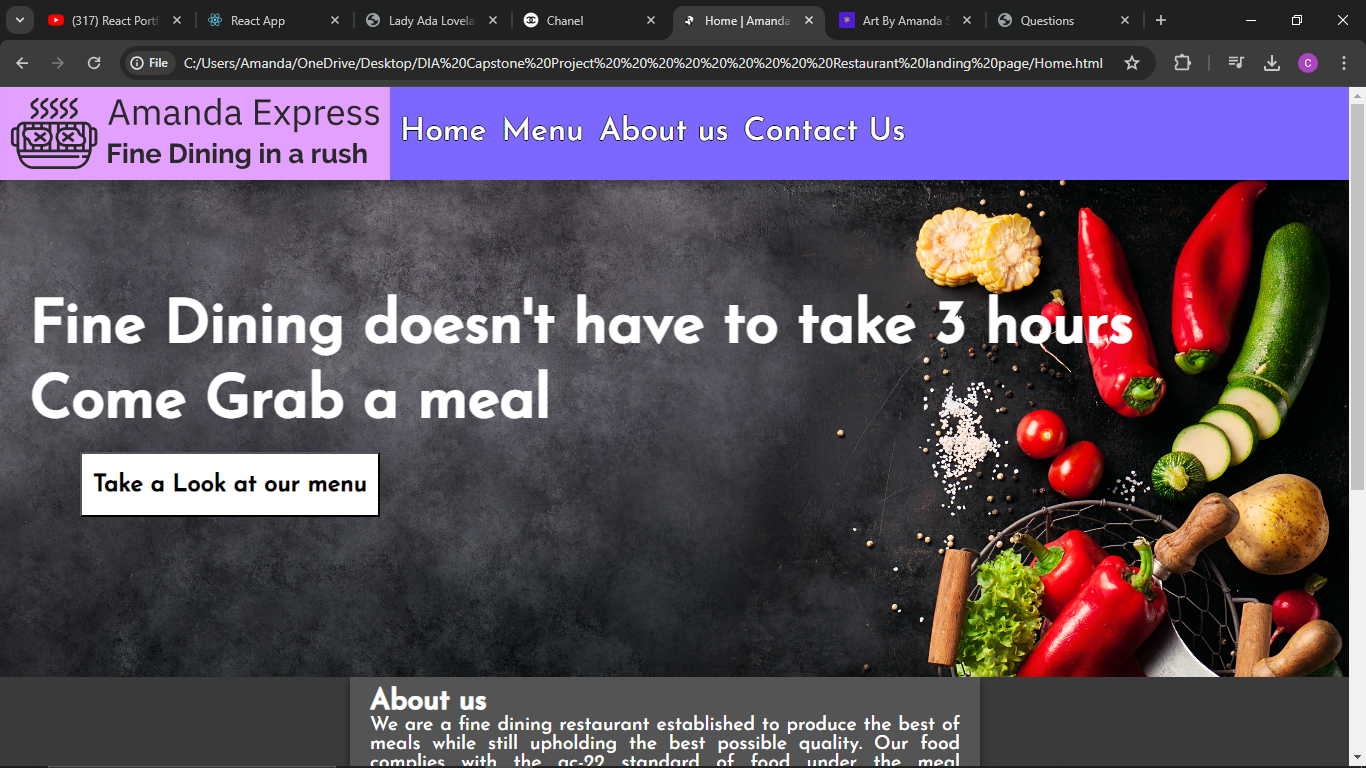 (317) React Portf
React App
Lady Ada Lovela
Chanel
Home | Amanda
Art By Amanda S
Questions
File
C:/Users/Amanda/OneDrive/Desktop/DIA%20Capstone%20Project%20%20%20%20%20%20%20%20%20Restaurant%20landing%20page/Home.html
C
Amanda Express
Fine Dining in a rush
Home Menu About us Contact Us
Fine Dining doesn't have to take 3 hours
Come Grab a meal
Take a Look at our menu
About us
We are a fine dining restaurant established to produce the best of
meals while still upholding the best possible quality. Our food
complies with the qc-22 standard of food under the meal